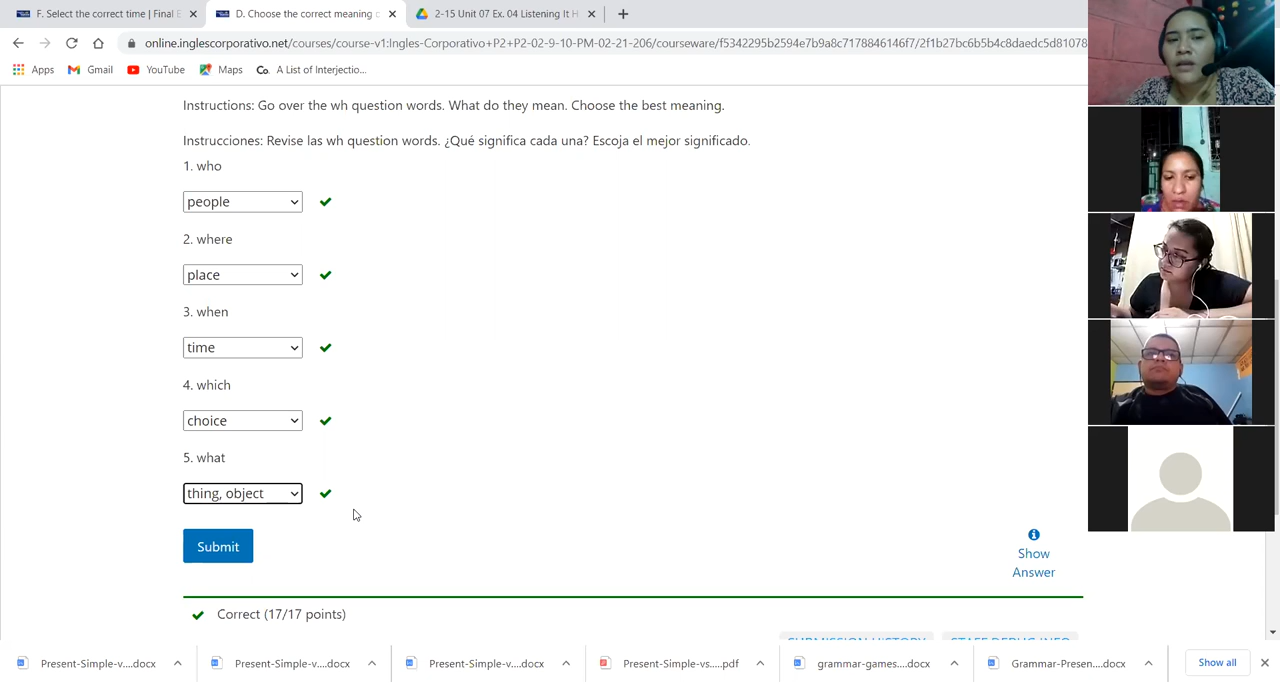 F. Select the correct time | Final E
D. Choose the correct meaning o
2-15 Unit 07 Ex. 04 Listening It H
online.inglescorporativo.net/courses/course-v1:Ingles-Corporativo+P2+P2-02-9-10-PM-02-21-206/courseware/f5342295b2594e7b9a8c7178846146f7/2f1b27bc6b5b4c8daedc5d81078
Apps Gmail YouTube Maps Co. A List of Interjectio...
Instructions: Go over the wh question words. What do they mean. Choose the best meaning.
Instrucciones: Revise las wh question words. ¿Qué significa cada una? Escoja el mejor significado.
1. who
people
2. where
place
3. when
time
4. which
choice
5. what
thing, object
Submit
Show
Answer
Correct (17/17 points)
SUBMISSION HISTORY STAFF DEBUG INFO
Present-Simple-v....docx Present-Simple-v....docx Present-Simple-v....docx Present-Simple-vs....pdf grammar-games....docx Grammar-Presen....docx Show all